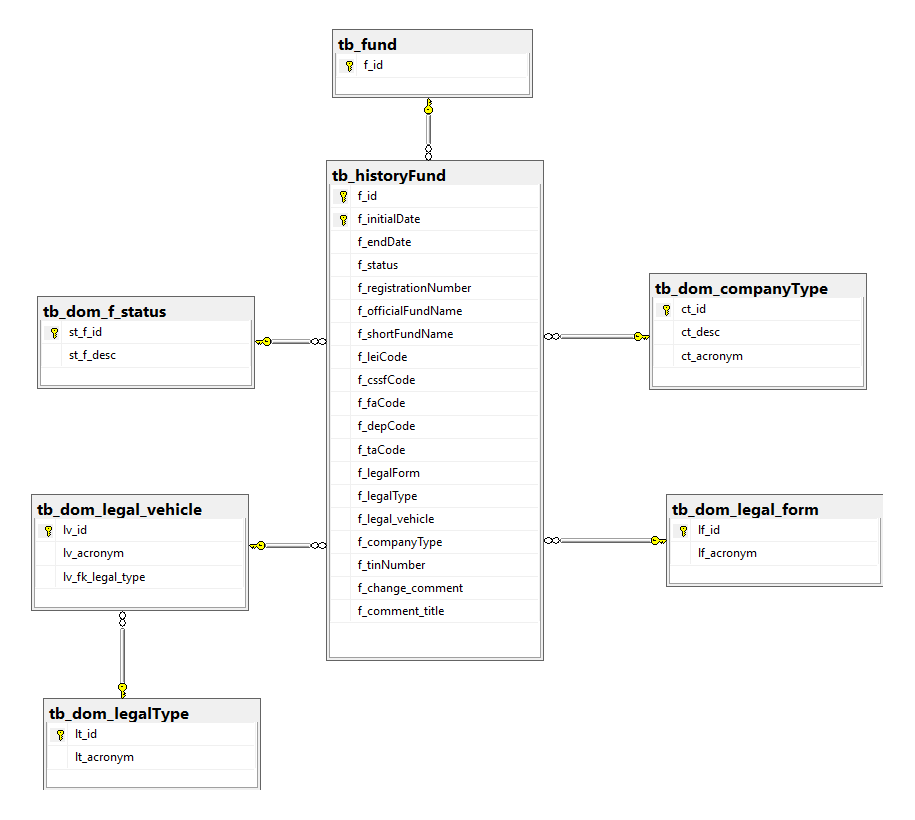 tb_fund
f_id
tb_historyFund
f_id
f_initialDate
f_endDate
f_status
f_registrationNumber
f_officialFundName
f_shortFundName
f_leiCode
f_cssfCode
f_faCode
f_depCode
f_taCode
f_legalForm
f_legalType
f_legal_vehicle
f_companyType
f_tinNumber
f_change_comment
f_comment_title
tb_dom_f_status
st_f_id
st_f_desc
tb_dom_companyType
ct_id
ct_desc
ct_acronym
tb_dom_legal_vehicle
lv_id
lv_acronym
lv_fk_legal_type
tb_dom_legal_form
lf_id
lf_acronym
tb_dom_legalType
lt_id
lt_acronym